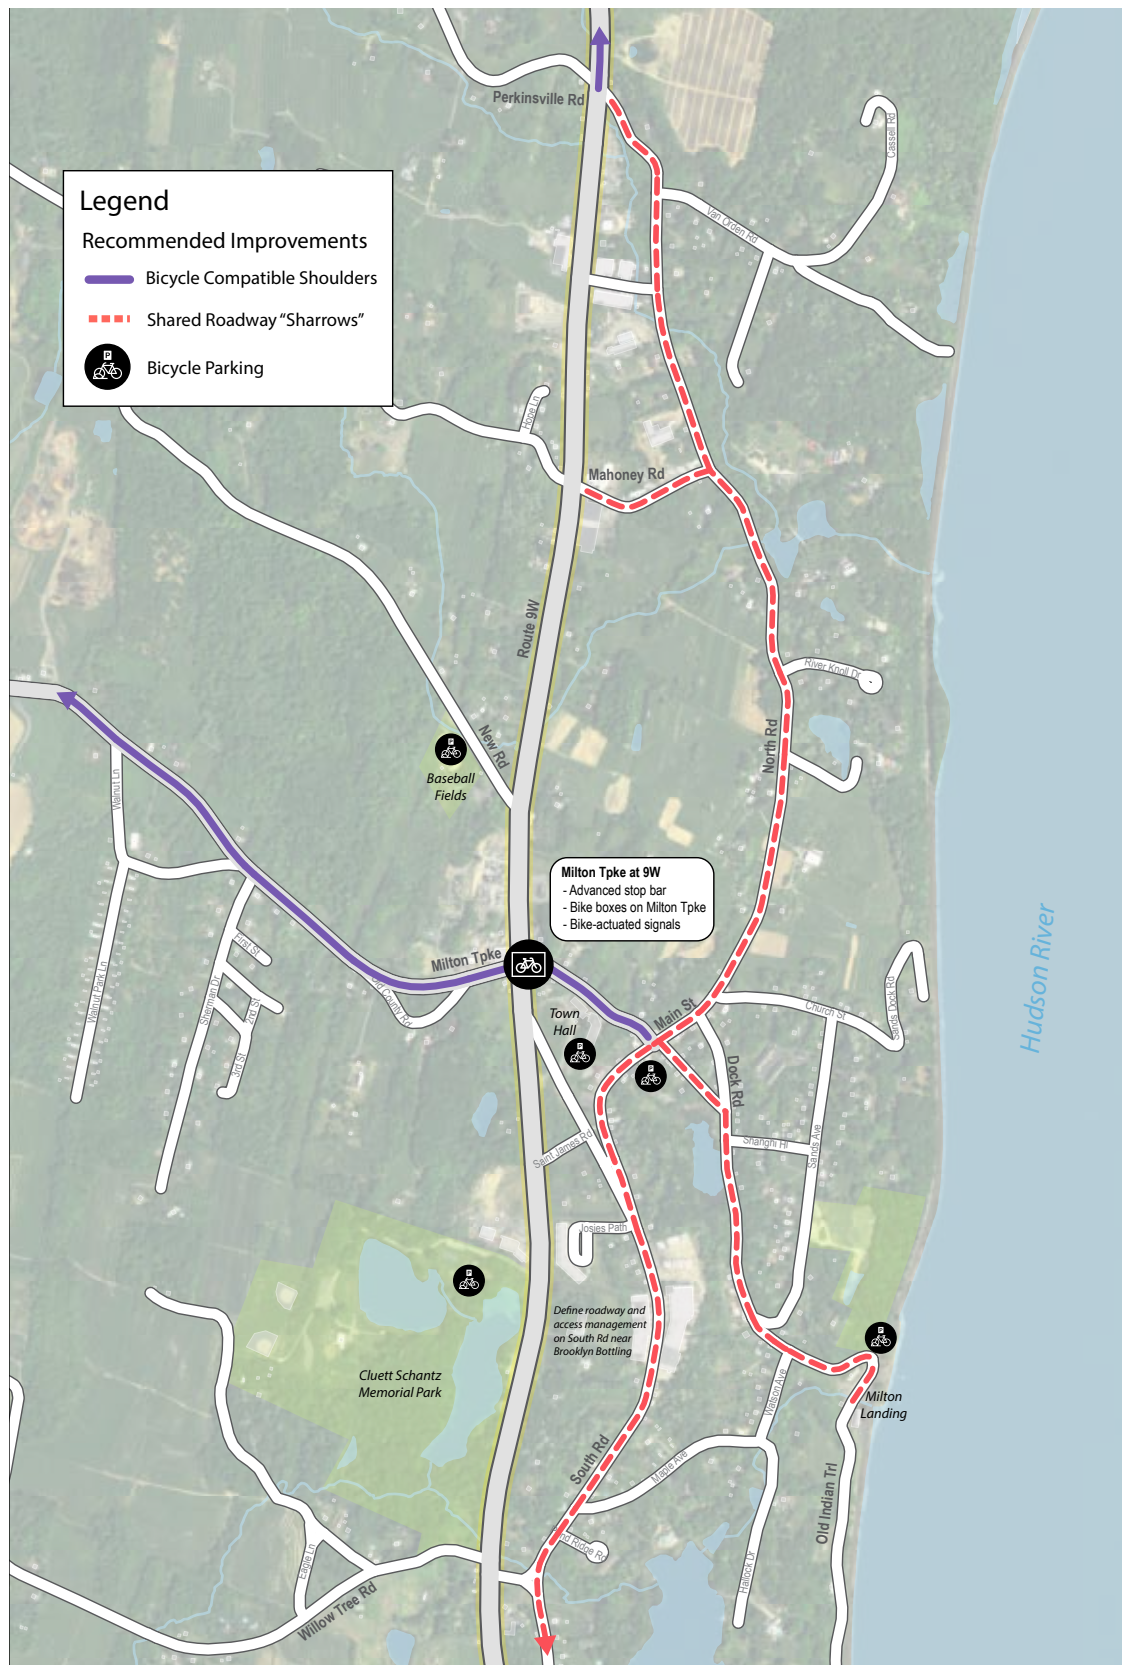 Perkinsville Rd
Cassell Rd
Legend
Recommended Improvements
Bicycle Compatible Shoulders
Shared Roadway “Sharrows”
P
Bicycle Parking
Van Orden Rd
Hope Ln
Mahoney Rd
Route 9W
River Knoll Dr
North Rd
New Rd
P
Baseball
Fields
Walnut Ln
Milton Tpke at 9W
- Advanced stop bar
- Bike boxes on Milton Tpke
- Bike-actuated signals
Hudson River
Milton Tpke
First St
Walnut Park Ln
Sherman Dr
2nd St
3rd St
Old County Rd
Town
Hall
P
Main St
P
Church St
Sands Dock Rd
Dock Rd
Shanghi Hl
Sands Ave
Saint James Rd
Josies Path
P
Define roadway and
access management
on South Rd near
Brooklyn Bottling
P
Cluett Schantz
Memorial Park
Milton
Landing
Watson Ave
South Rd
Maple Ave
Old Indian Trl
Ridge Rd
Hallock Dr
Eagle Ln
Willow Tree Rd